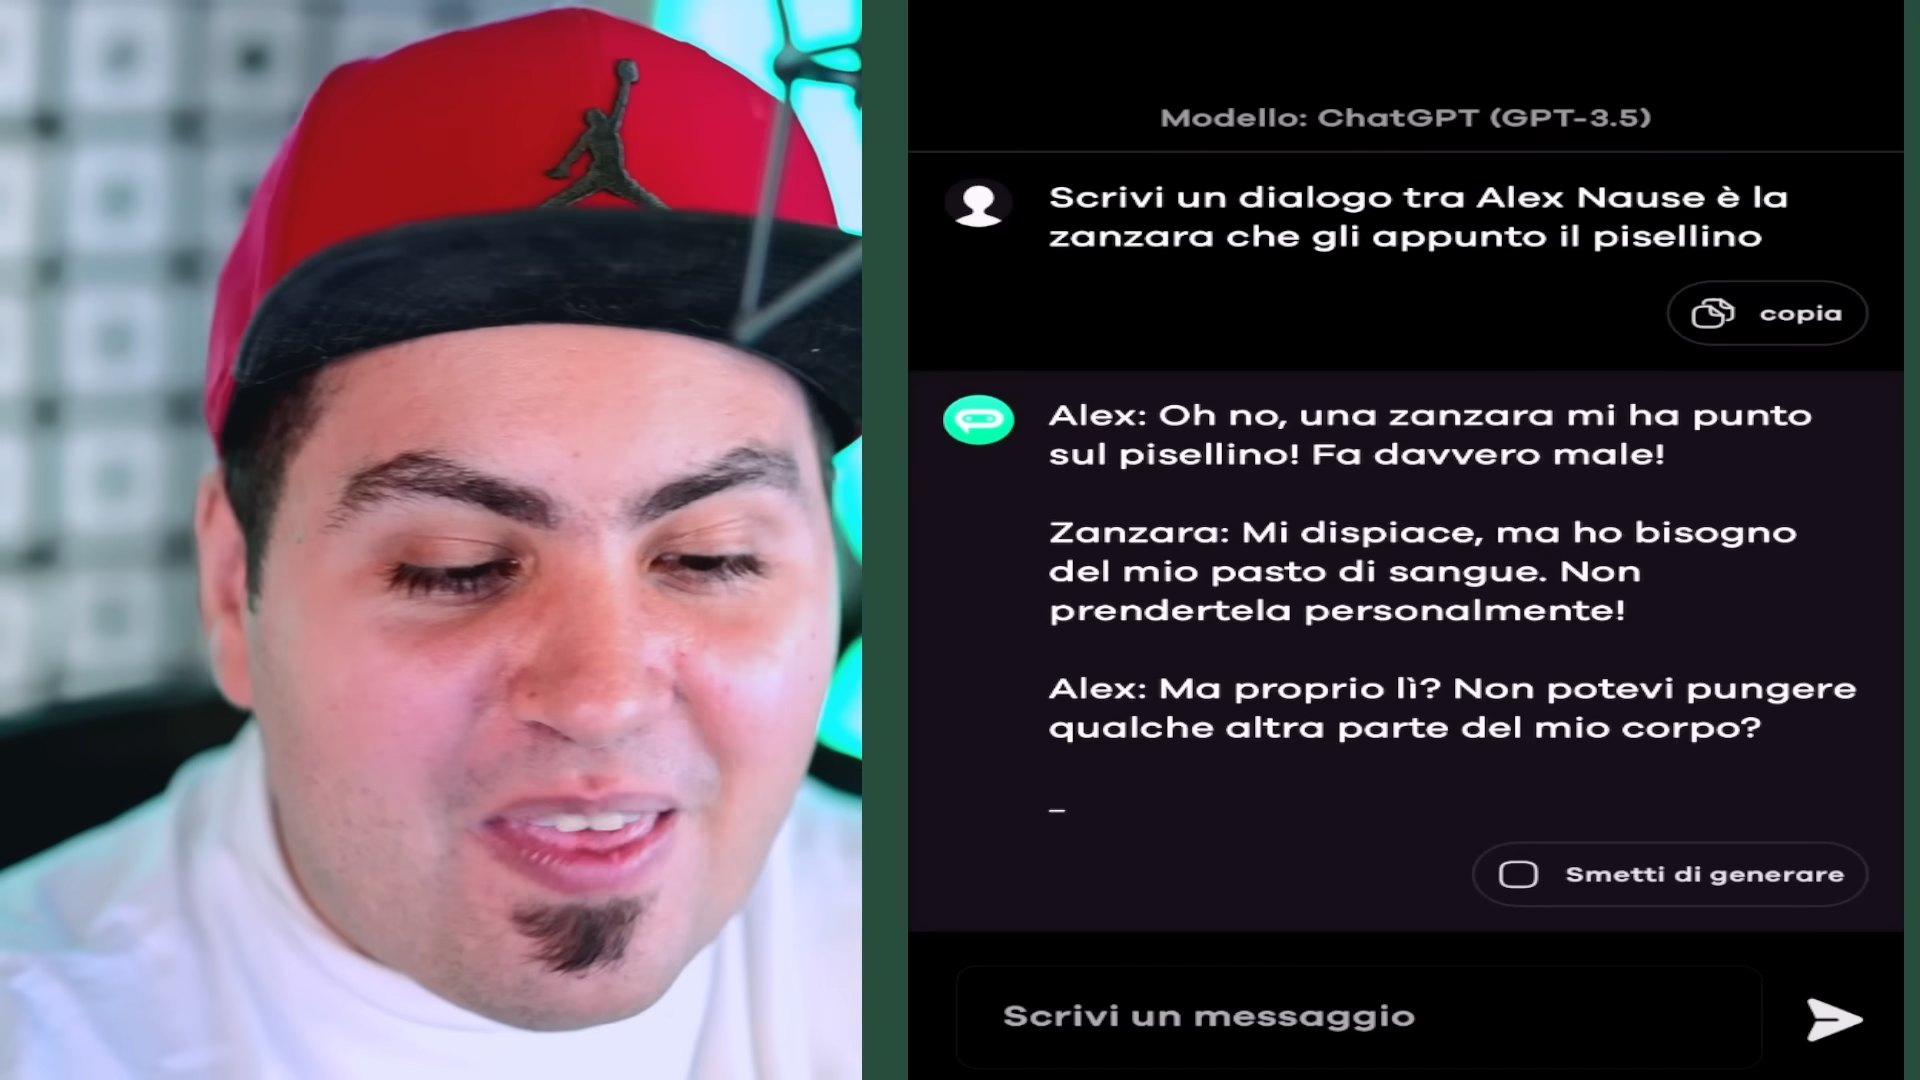 Modello: ChatGPT (GPT-3.5)
Scrivi un dialogo tra Alex Nause è la
zanzara che gli appunto il pisellino
copia
Alex: Oh no, una zanzara mi ha punto
sul pisellino! Fa davvero male!
Zanzara: Mi dispiace, ma ho bisogno
del mio pasto di sangue. Non
prendertela personalmente!
Alex: Ma proprio lì? Non potevi pungere
qualche altra parte del mio corpo?
_
Smetti di generare
Scrivi un messaggio